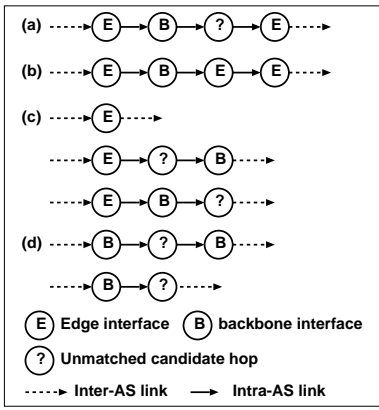 (a) E B ? E
(b) E B E E
(c) E
E ? B
E B ?
(d) B ? B
B ?
E Edge interface B backbone interface
? Unmatched candidate hop
Inter-AS link Intra-AS link